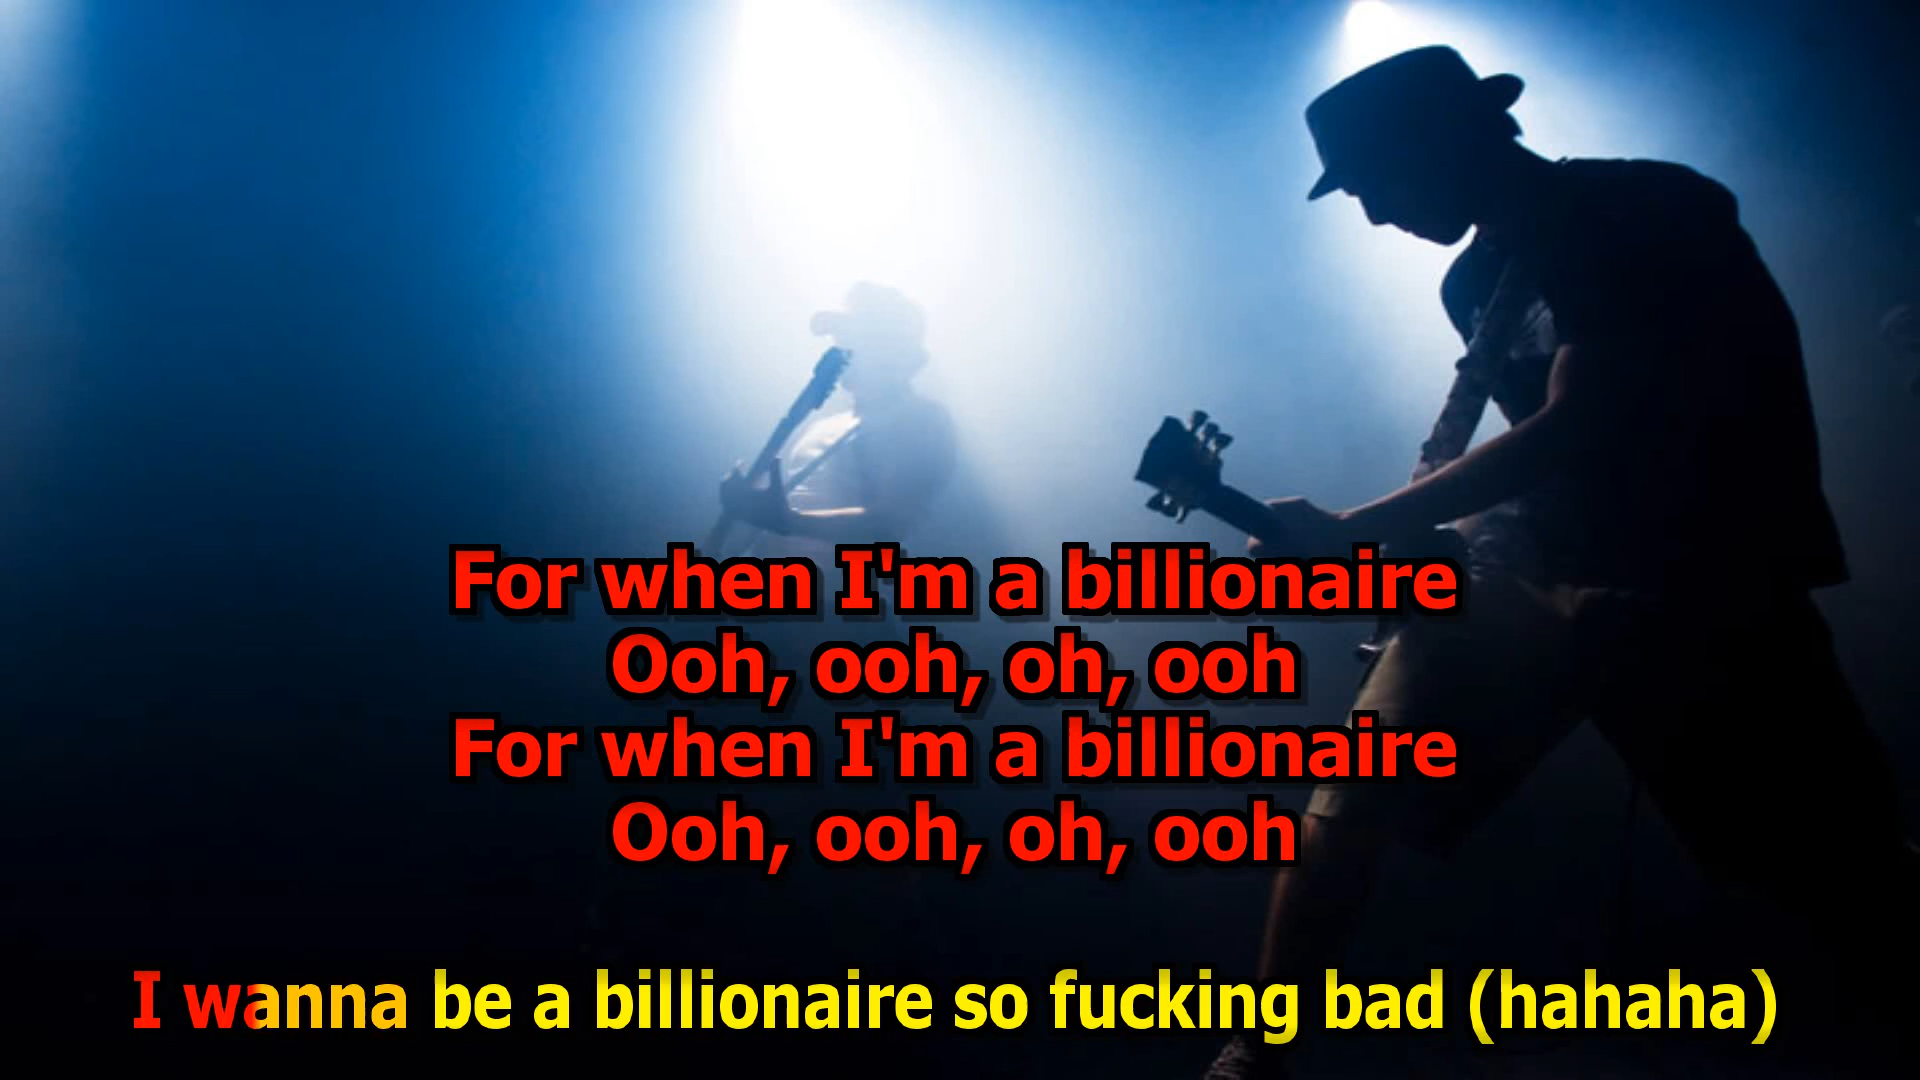 For when I'm a billionaire
Ooh, ooh, oh, ooh
For when I'm a billionaire
Ooh, ooh, oh, ooh
I wanna be a billionaire so fucking bad (hahaha)